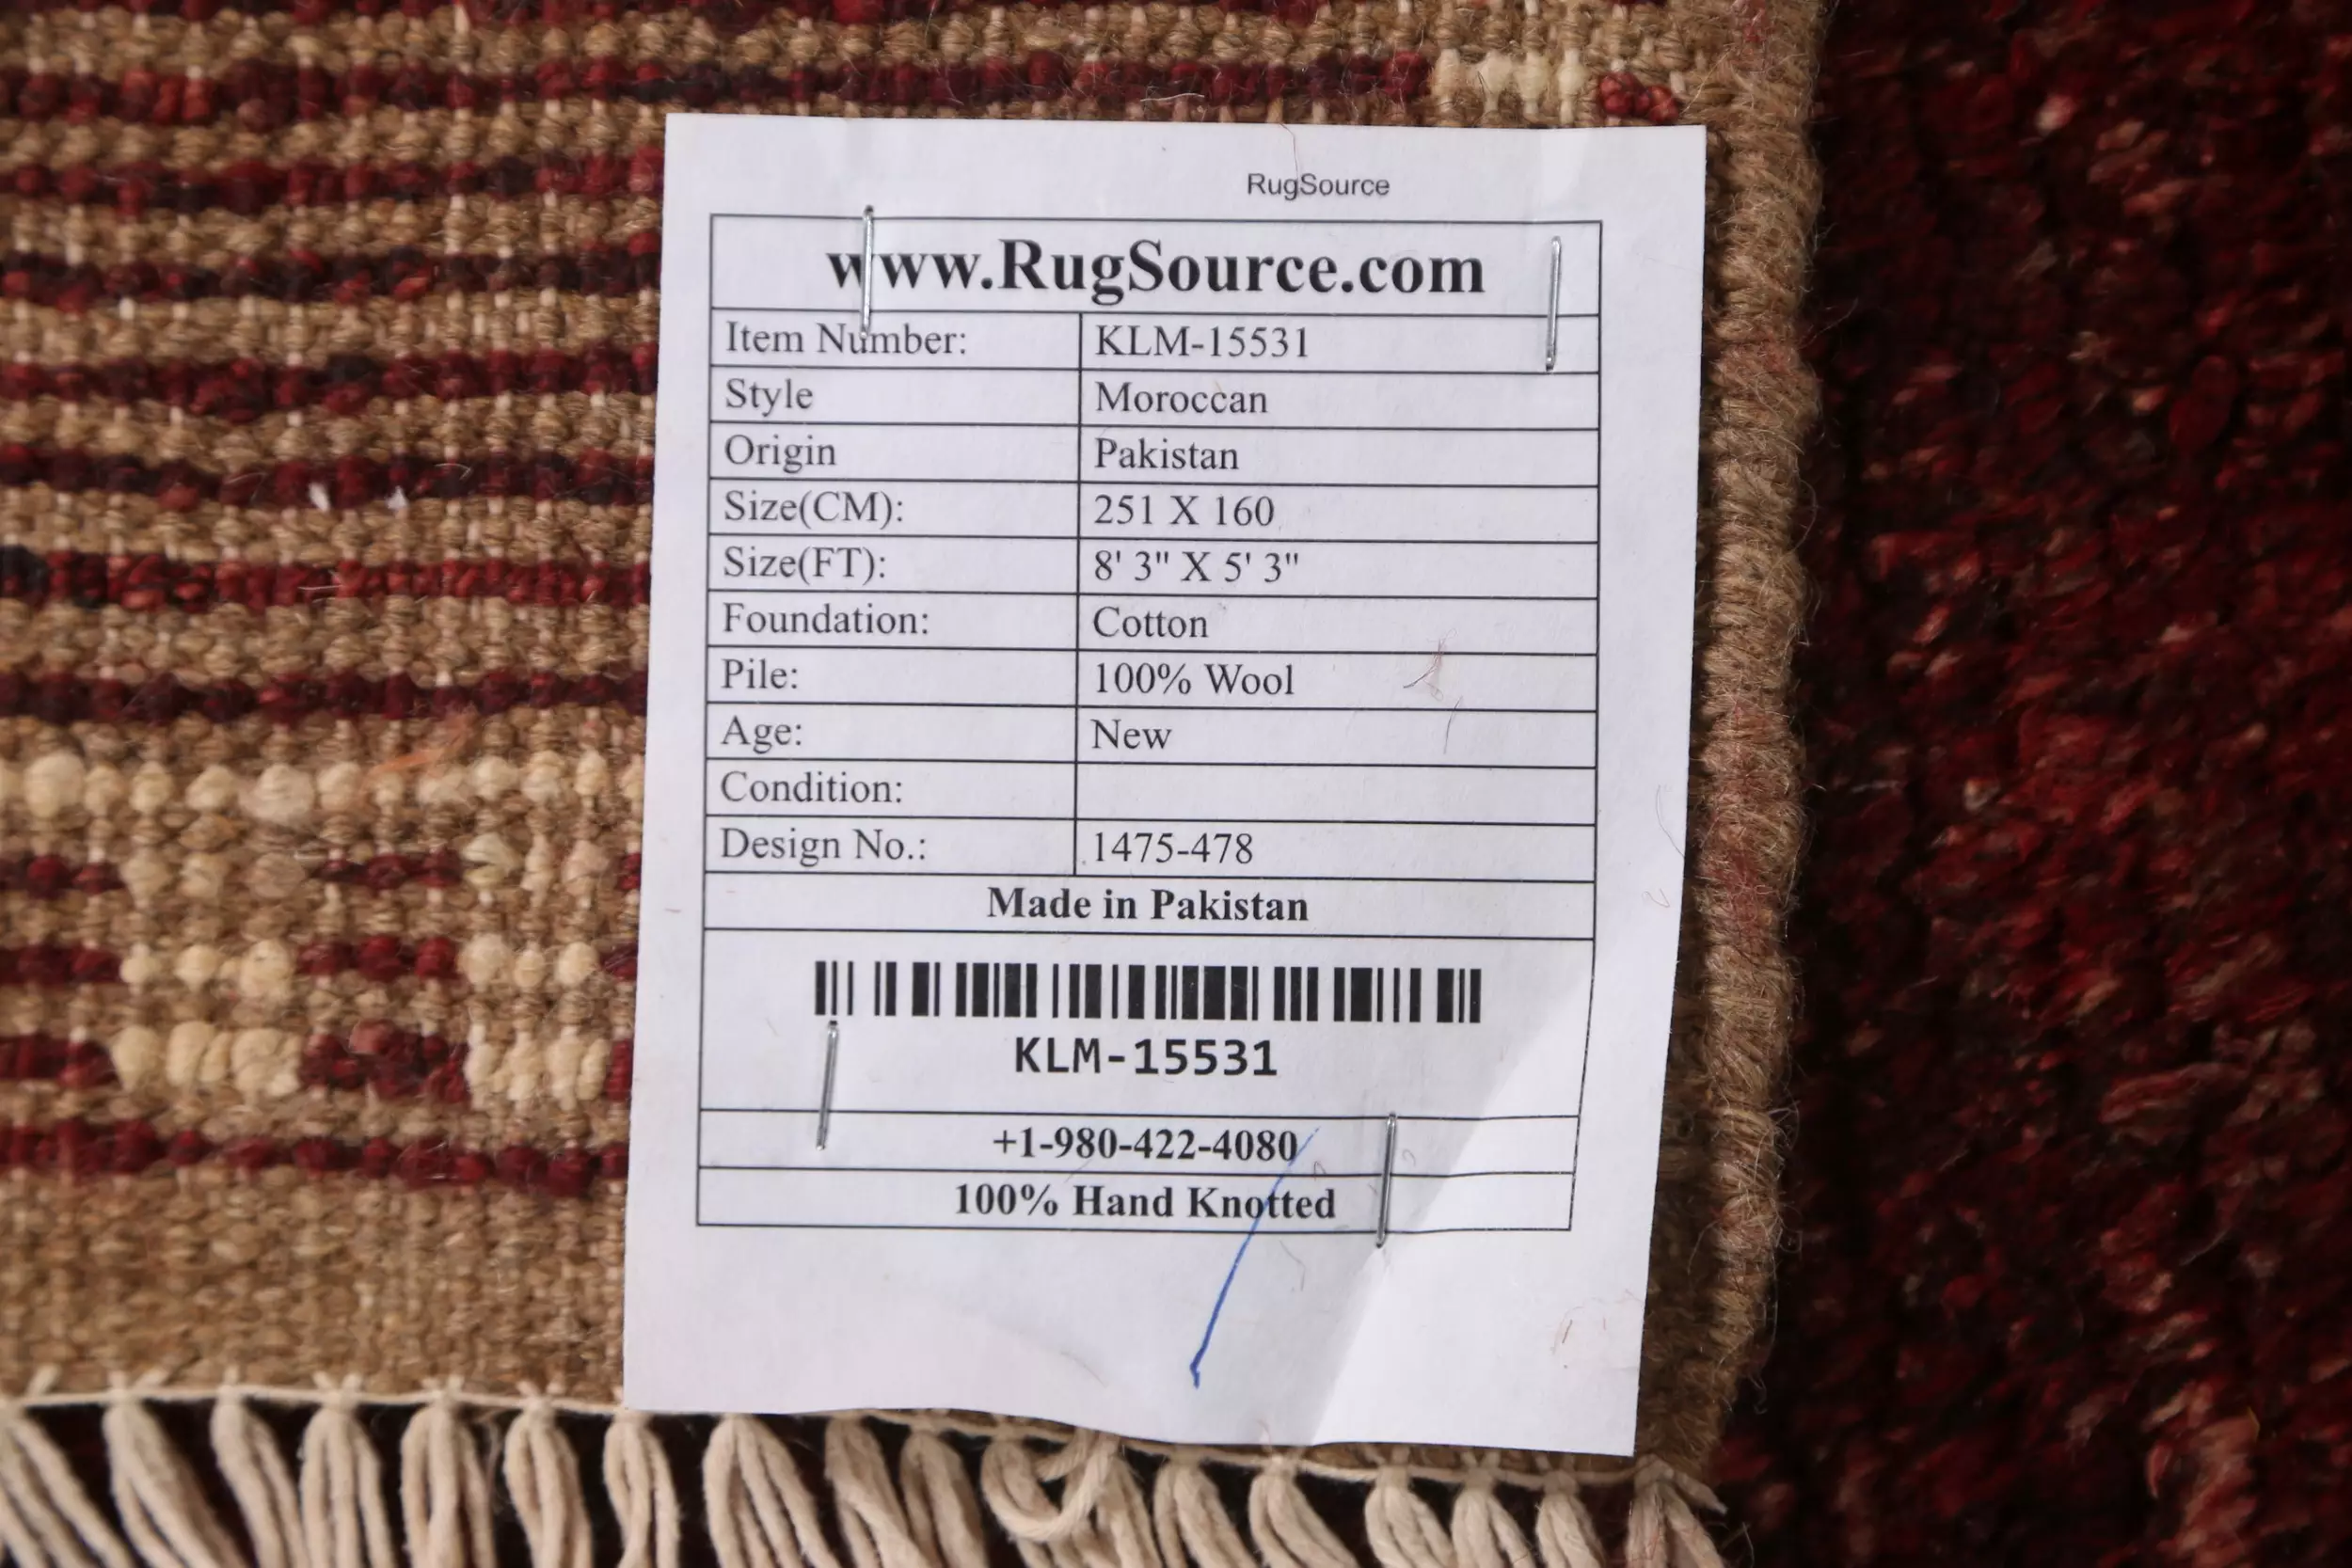 RugSource
www.RugSource.com
Item Number: KLM-15531
Style Moroccan
Origin Pakistan
Size(CM): 251 X 160
Size(FT): 8' 3" X 5' 3"
Foundation: Cotton
Pile: 100% Wool
Age: New
Condition:
Design No.: 1475-478
Made in Pakistan
KLM-15531
+1-980-422-4080
100% Hand Knotted